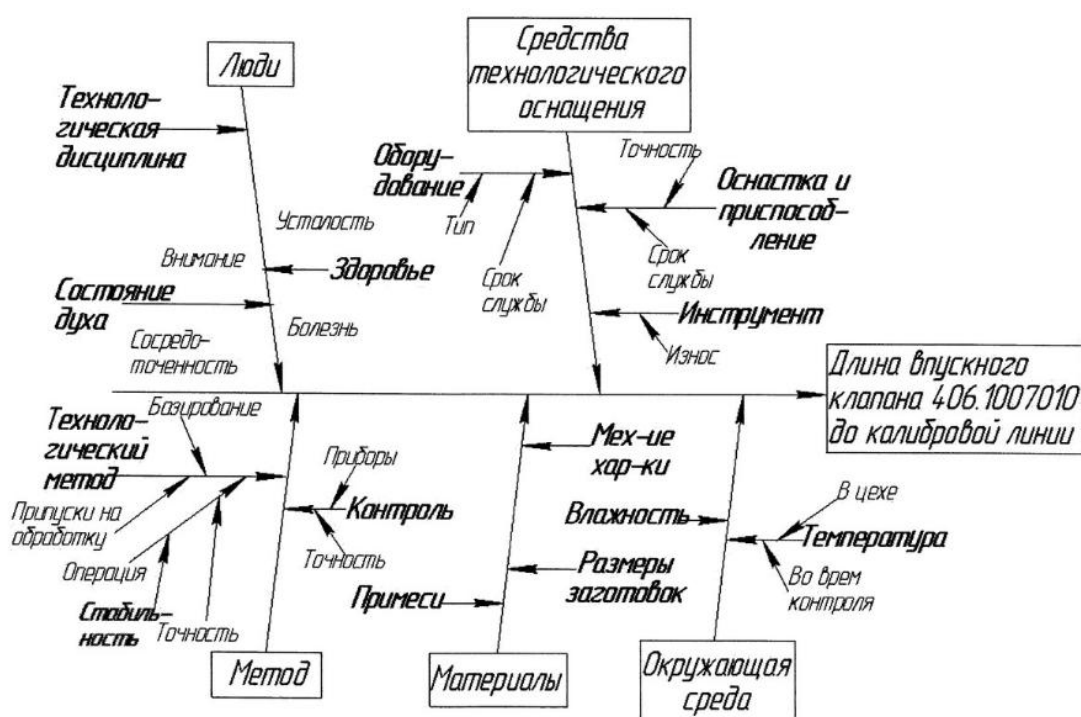 Люди
Средства
технологического
оснащения
Техноло-
гическая
дисциплина
Обору-
дование
Точность
Оснастка и
приспособ-
ление
Тип
Срок
службы
Срок
службы
Усталость
Внимание
Здоровье
Состояние
духа
Болезнь
Инструмент
Износ
Сосредо-
точенность
Длина впускного
клапана 406.1007010
до калибровой линии
Базирование
Техноло-
гический
метод
Приборы
Мех-ие
хар-ки
В цехе
Припуски на
обработку
Контроль
Влажность
Температура
Операция
Точность
Размеры
заготовок
Во врем
контроля
Примеси
Стабиль-
ность
Точность
Метод
Материалы
Окружающая
среда